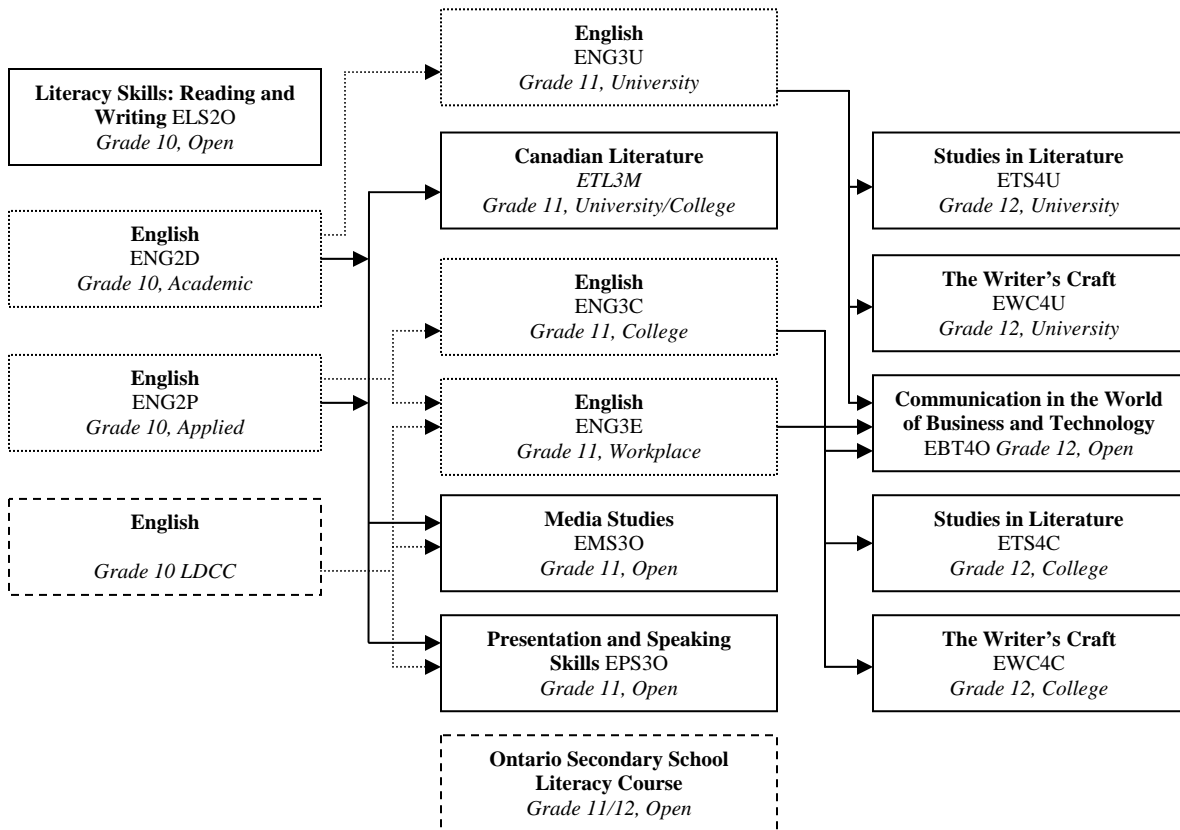 Literacy Skills: Reading and
Writing ELS2O
Grade 10, Open
English
ENG2D
Grade 10, Academic
English
ENG2P
Grade 10, Applied
English
Grade 10 LDCC
English
ENG3U
Grade 11, University
Canadian Literature
ETL3M
Grade 11, University/College
English
ENG3C
Grade 11, College
English
ENG3E
Grade 11, Workplace
Media Studies
EMS3O
Grade 11, Open
Presentation and Speaking
Skills EPS3O
Grade 11, Open
Ontario Secondary School
Literacy Course
Grade 11/12, Open
Studies in Literature
ETS4U
Grade 12, University
The Writer’s Craft
EWC4U
Grade 12, University
Communication in the World
of Business and Technology
EBT4O Grade 12, Open
Studies in Literature
ETS4C
Grade 12, College
The Writer’s Craft
EWC4C
Grade 12, College